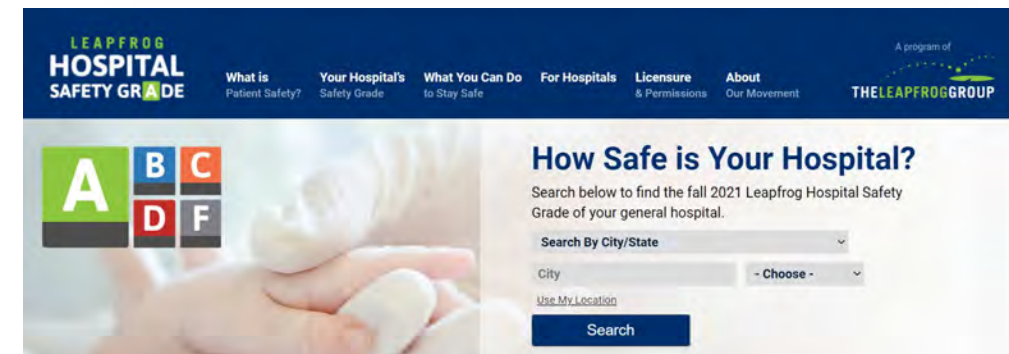 LEAPFROG
HOSPITAL
SAFETY GRADE
What is
Patient Safety?
Your Hospital's
Safety Grade
What You Can Do
to Stay Safe
For Hospitals
Licensure
& Permissions
About
Our Movement
A program of
THELEAPFROGGROUP
A
B
C
D
F
How Safe is Your Hospital?
Search below to find the fall 2021 Leapfrog Hospital Safety
Grade of your general hospital.
Search By City/State
City
- Choose -
Use My Location
Search